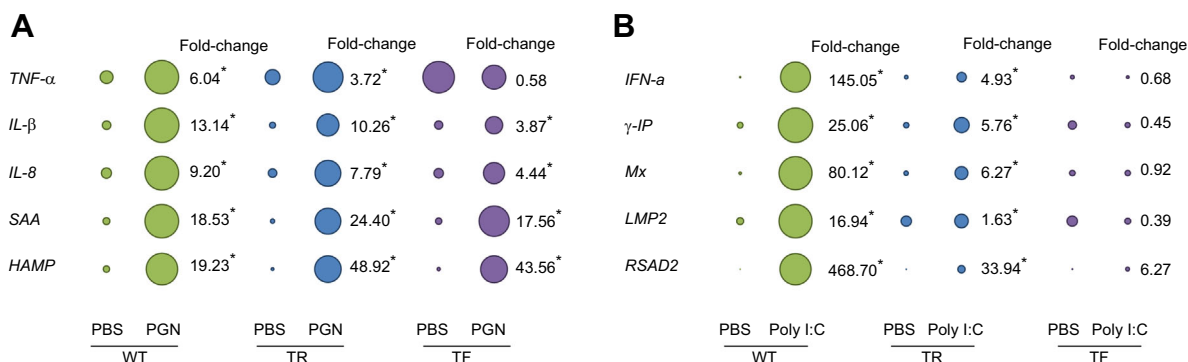 A B
Fold-change Fold-change Fold-change Fold-change Fold-change Fold-change
TNF-α 6.04* 3.72* 0.58 IFN-a 145.05* 4.93* 0.68
IL-β 13.14* 10.26* 3.87* γ-IP 25.06* 5.76* 0.45
IL-8 9.20* 7.79* 4.44* Mx 80.12* 6.27* 0.92
SAA 18.53* 24.40* 17.56* LMP2 16.94* 1.63* 0.39
HAMP 19.23* 48.92* 43.56* RSAD2 468.70* 33.94* 6.27
PBS PGN PBS PGN PBS PGN PBS Poly I:C PBS Poly I:C PBS Poly I:C
WT TR TF WT TR TF